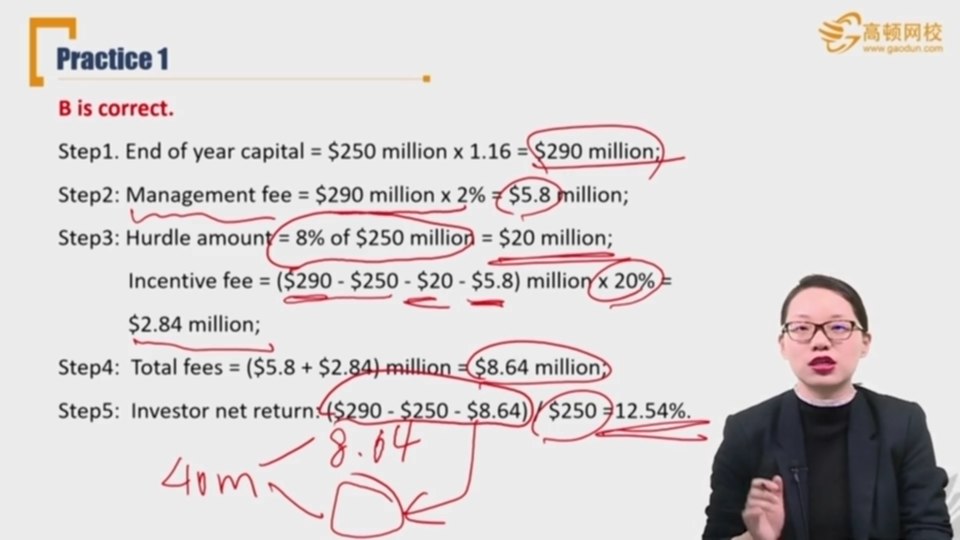 Practice 1
高顿网校
www.gaodun.com
B is correct.
Step1. End of year capital = $250 million x 1.16 = $290 million;
Step2: Management fee = $290 million x 2% = $5.8 million;
Step3: Hurdle amount = 8% of $250 million = $20 million;
Incentive fee = ($290 - $250 - $20 - $5.8) million x 20% =
$2.84 million;
Step4: Total fees = ($5.8 + $2.84) million = $8.64 million;
Step5: Investor net return: ($290 - $250 - $8.64) / $250 =12.54%.
8.64
40m